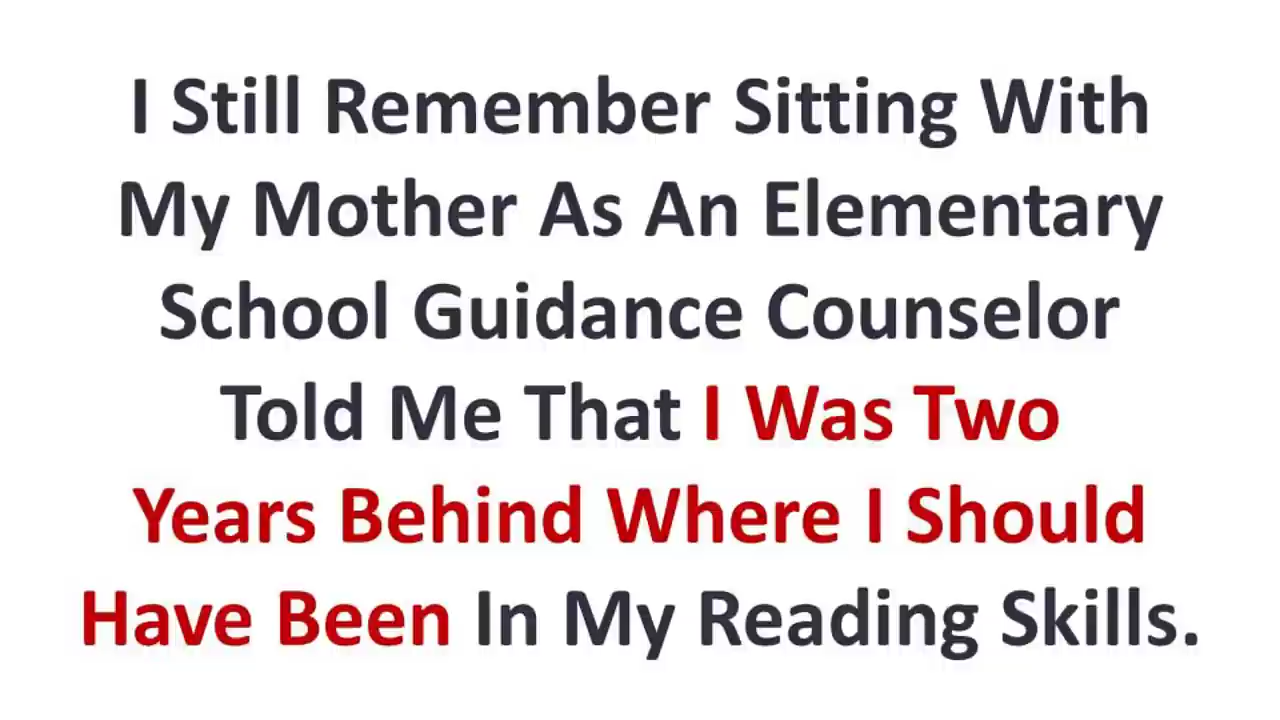 I Still Remember Sitting With
My Mother As An Elementary
School Guidance Counselor
Told Me That I Was Two
Years Behind Where I Should
Have Been In My Reading Skills.